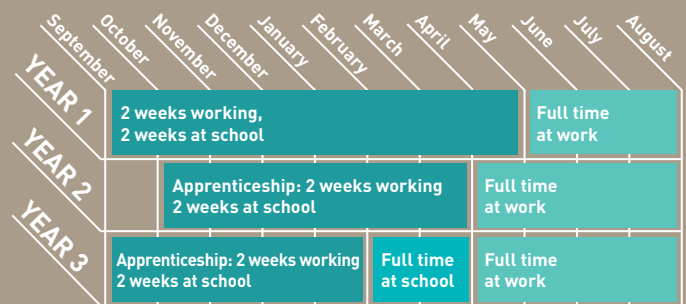 September
October
November
December
January
February
March
April
May
June
July
August
YEAR 1
2 weeks working,
2 weeks at school
Full time
at work
YEAR 2
Apprenticeship: 2 weeks working
2 weeks at school
Full time
at work
YEAR 3
Apprenticeship: 2 weeks working
2 weeks at school
Full time
at school
Full time
at work